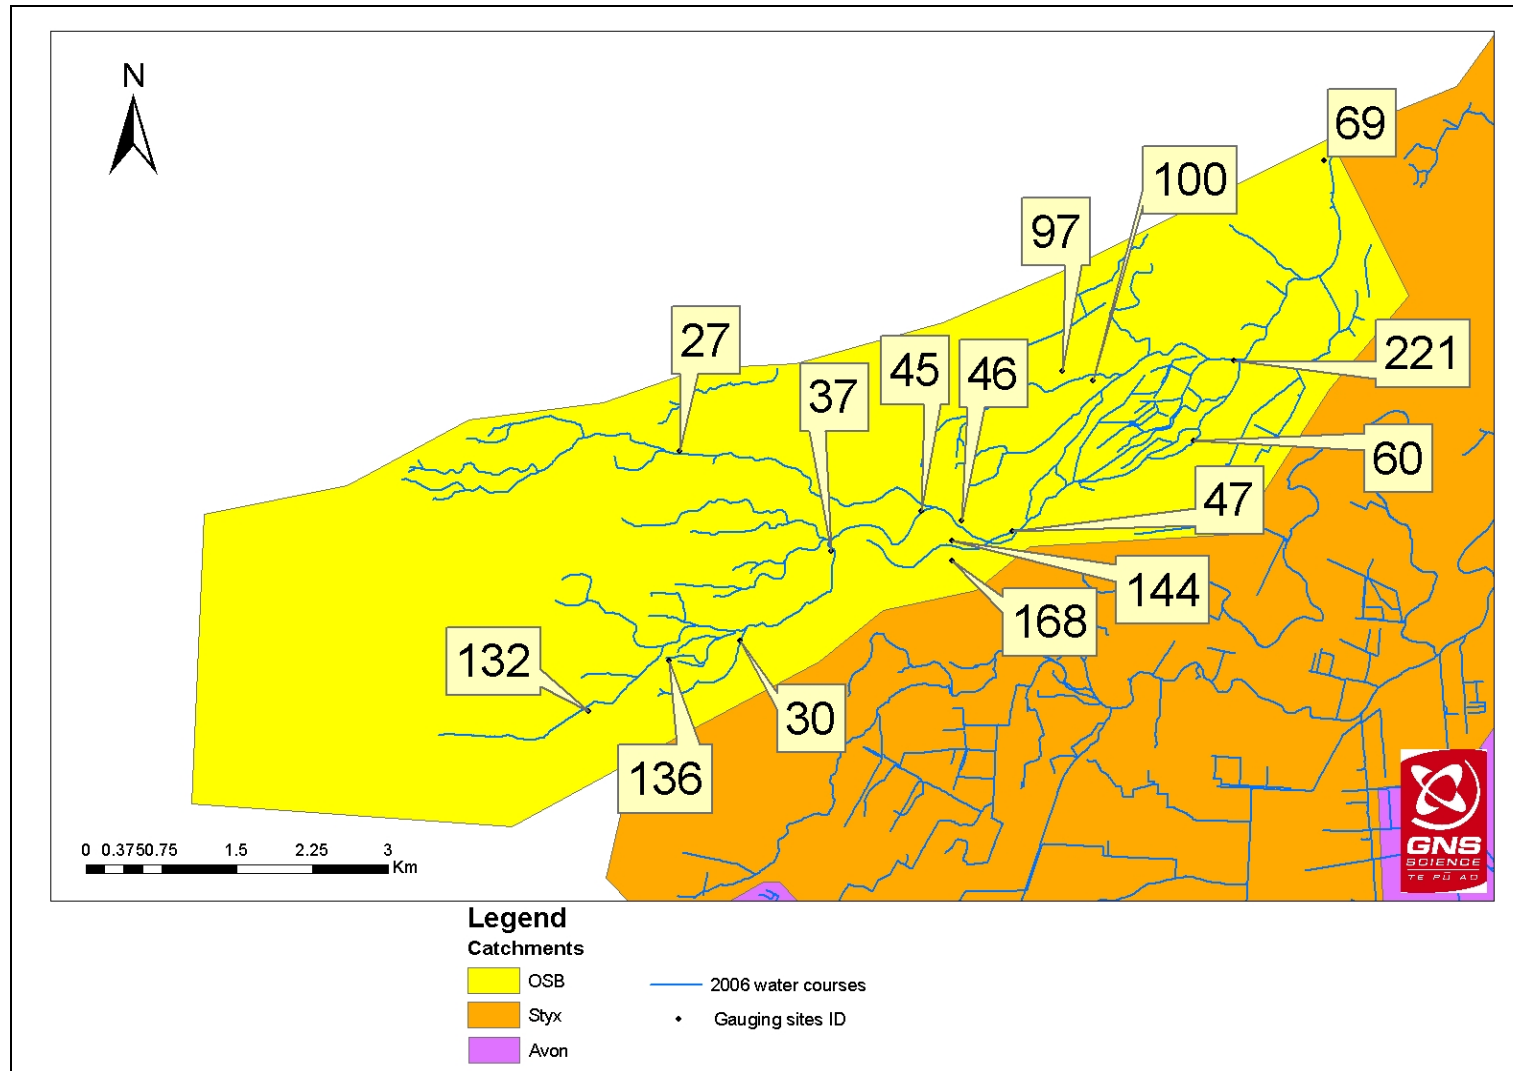 N
69
100
97
27
221
45
46
37
60
47
144
168
132
30
136
0 0.3750.75 1.5 2.25 3
Km
GNS
SCIENCE
TE PŪ AO
Legend
Catchments
OSB
2006 water courses
Styx
Gauging sites ID
Avon